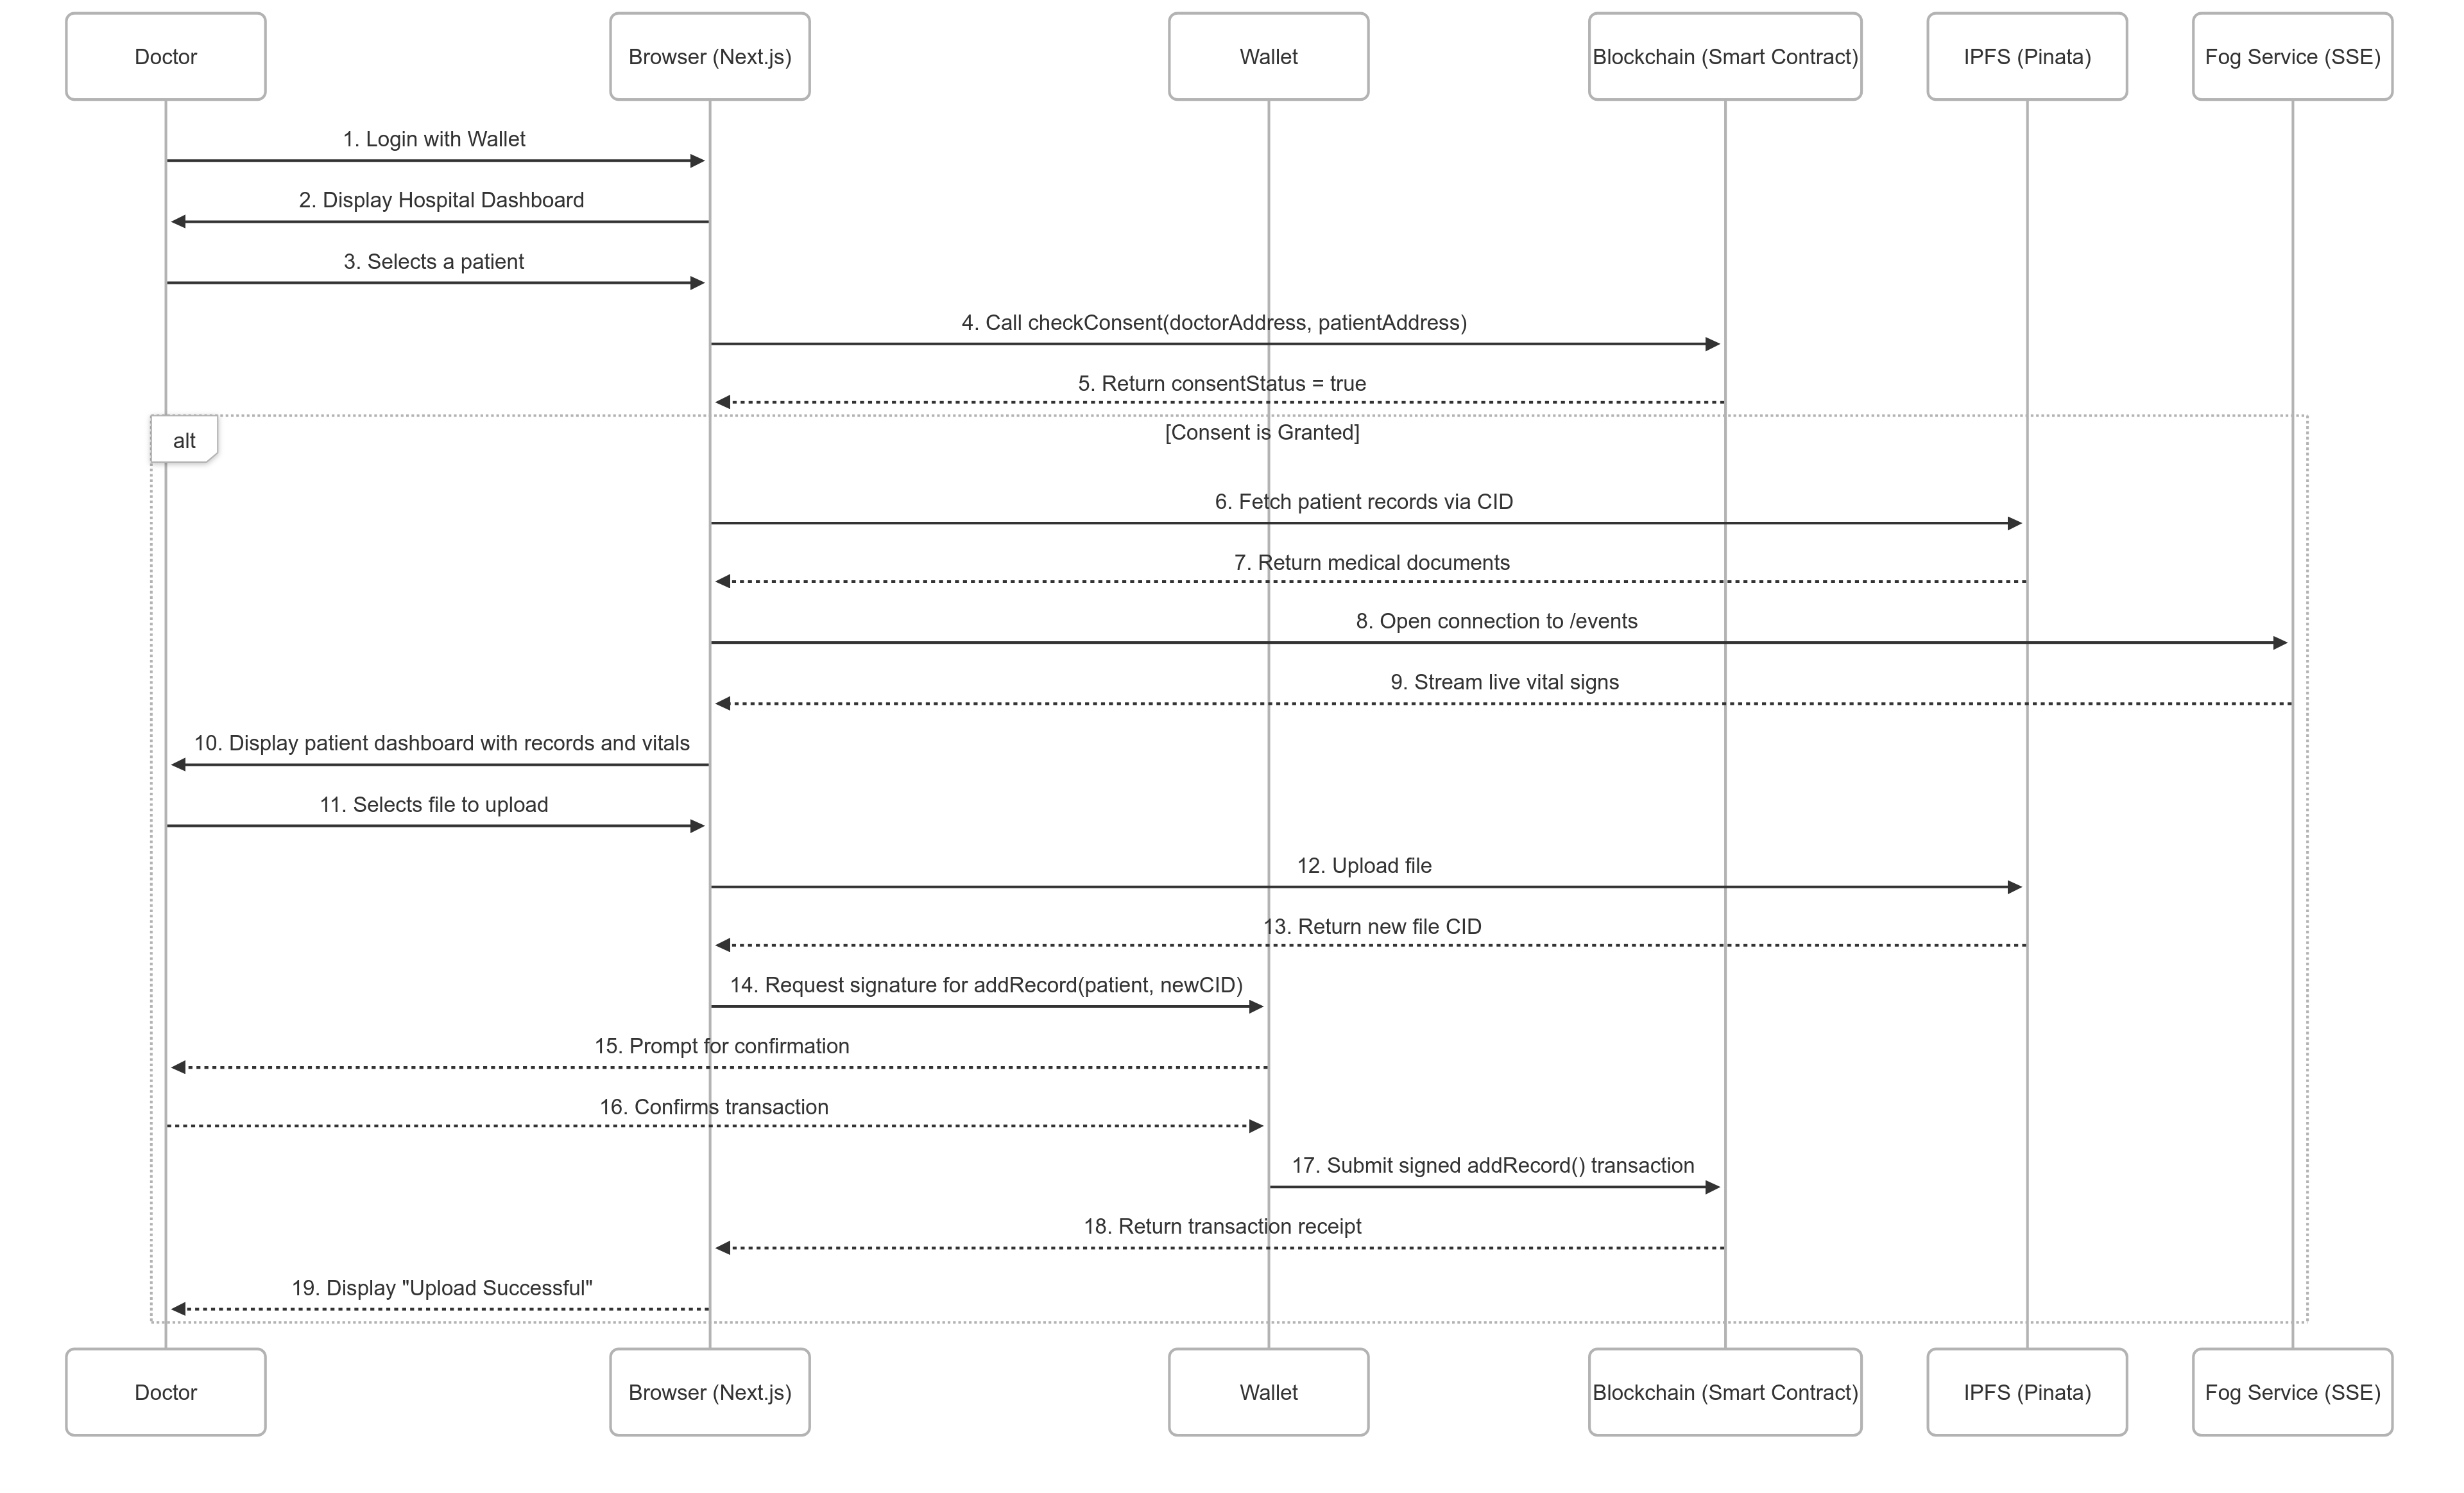 Doctor
Browser (Next.js)
Wallet
Blockchain (Smart Contract)
IPFS (Pinata)
Fog Service (SSE)
1. Login with Wallet
2. Display Hospital Dashboard
3. Selects a patient
4. Call checkConsent(doctorAddress, patientAddress)
5. Return consentStatus = true
alt
[Consent is Granted]
6. Fetch patient records via CID
7. Return medical documents
8. Open connection to /events
9. Stream live vital signs
10. Display patient dashboard with records and vitals
11. Selects file to upload
12. Upload file
13. Return new file CID
14. Request signature for addRecord(patient, newCID)
15. Prompt for confirmation
16. Confirms transaction
17. Submit signed addRecord() transaction
18. Return transaction receipt
19. Display "Upload Successful"
Doctor
Browser (Next.js)
Wallet
Blockchain (Smart Contract)
IPFS (Pinata)
Fog Service (SSE)